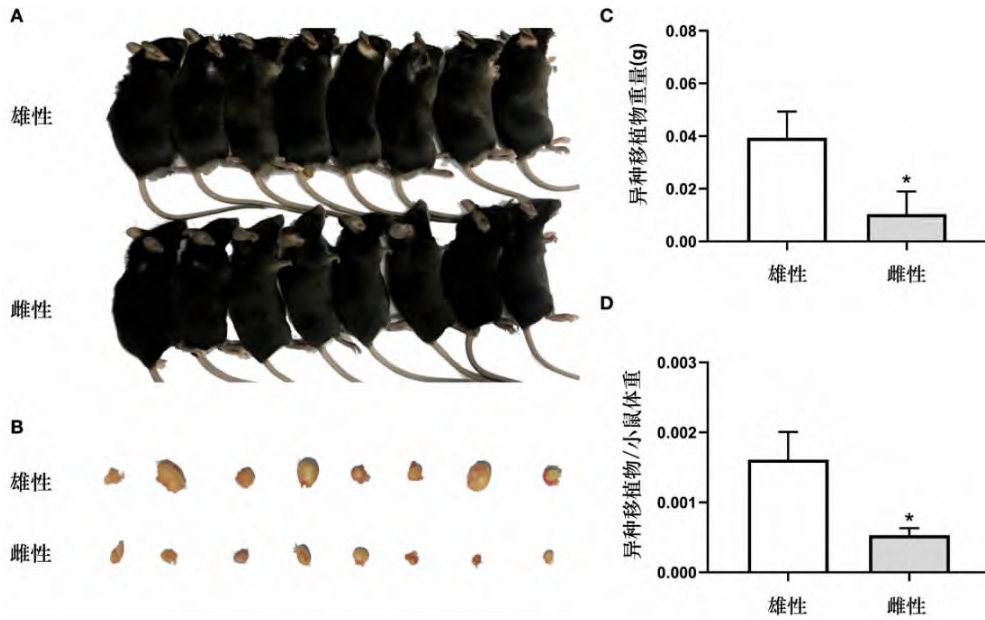 A
雄性
雌性
B
雄性
雌性
C
异种移植物重量(g)
0.08
0.06
0.04
0.02
0.00
*
雄性
雌性
D
异种移植物/小鼠体重
0.003
0.002
0.001
0.000
*
雄性
雌性